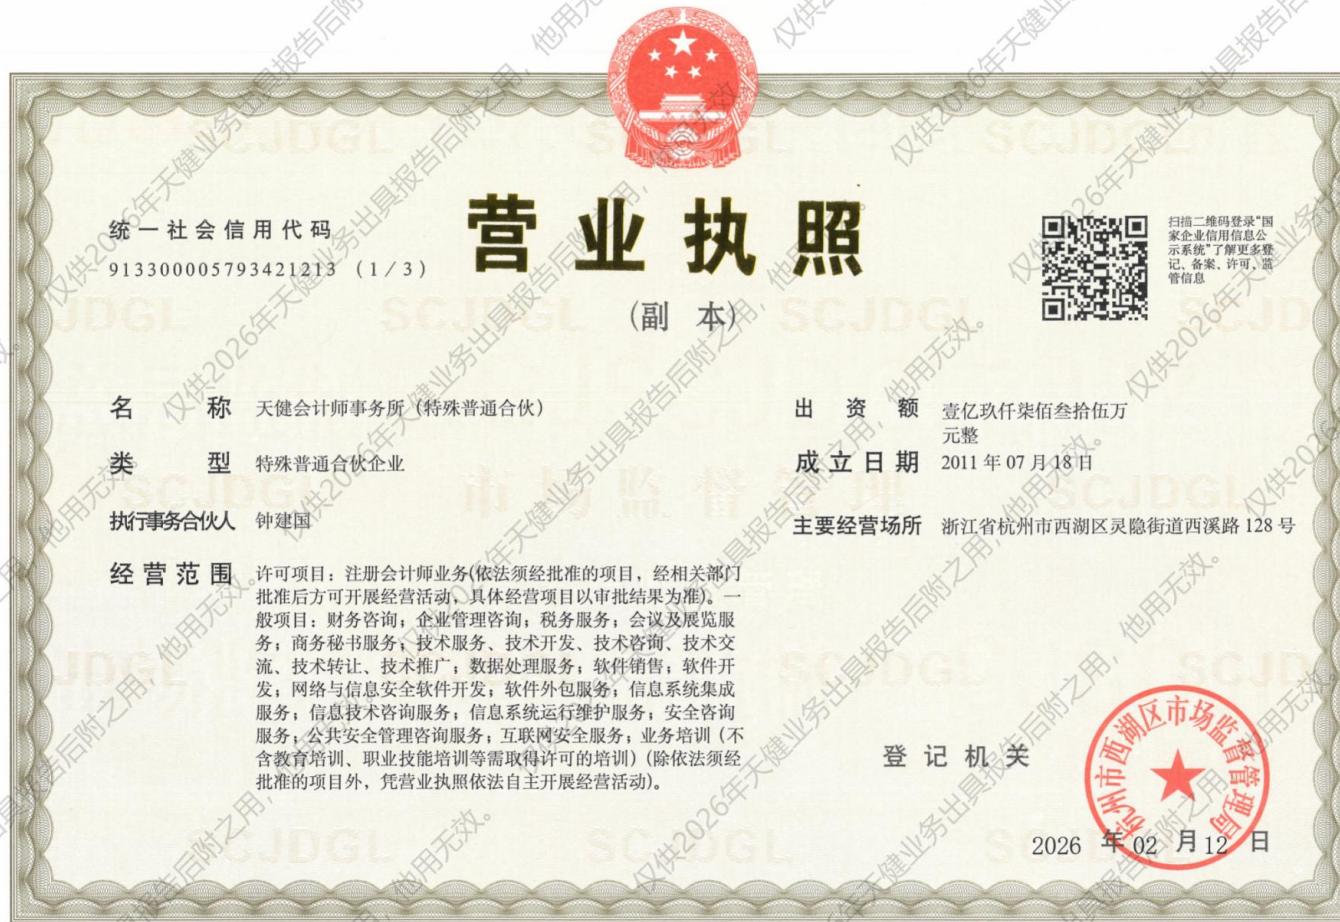 营业执照
(副 本)
统一社会信用代码
913300005793421213 (1/3)
扫描二维码登录“国
家企业信用信息公
示系统”了解更多登
记、备案、许可、监
管信息
名 称 天健会计师事务所（特殊普通合伙）
类 型 特殊普通合伙企业
执行事务合伙人 钟建国
经营范围 许可项目：注册会计师业务(依法须经批准的项目，经相关部门
批准后方可开展经营活动，具体经营项目以审批结果为准)。一
般项目：财务咨询；企业管理咨询；税务服务；会议及展览服
务；商务秘书服务；技术服务、技术开发、技术咨询、技术交
流、技术转让、技术推广；数据处理服务；软件销售；软件开
发；网络与信息安全软件开发；软件外包服务；信息系统集成
服务；信息技术咨询服务；信息系统运行维护服务；安全咨询
服务；公共安全管理咨询服务；互联网安全服务；业务培训（不
含教育培训、职业技能培训等需取得许可的培训）(除依法须经
批准的项目外，凭营业执照依法自主开展经营活动)。
出 资 额 壹亿玖仟柒佰叁拾伍万
元整
成立日期 2011年07月18日
主要经营场所 浙江省杭州市西湖区灵隐街道西溪路128号
登记机关
杭州市西湖区市场监督管理局
2026 年 02 月 12 日
仅供2026年天健业务出具报告后附之用，他用无效。
SCJDGL
市场监督管理